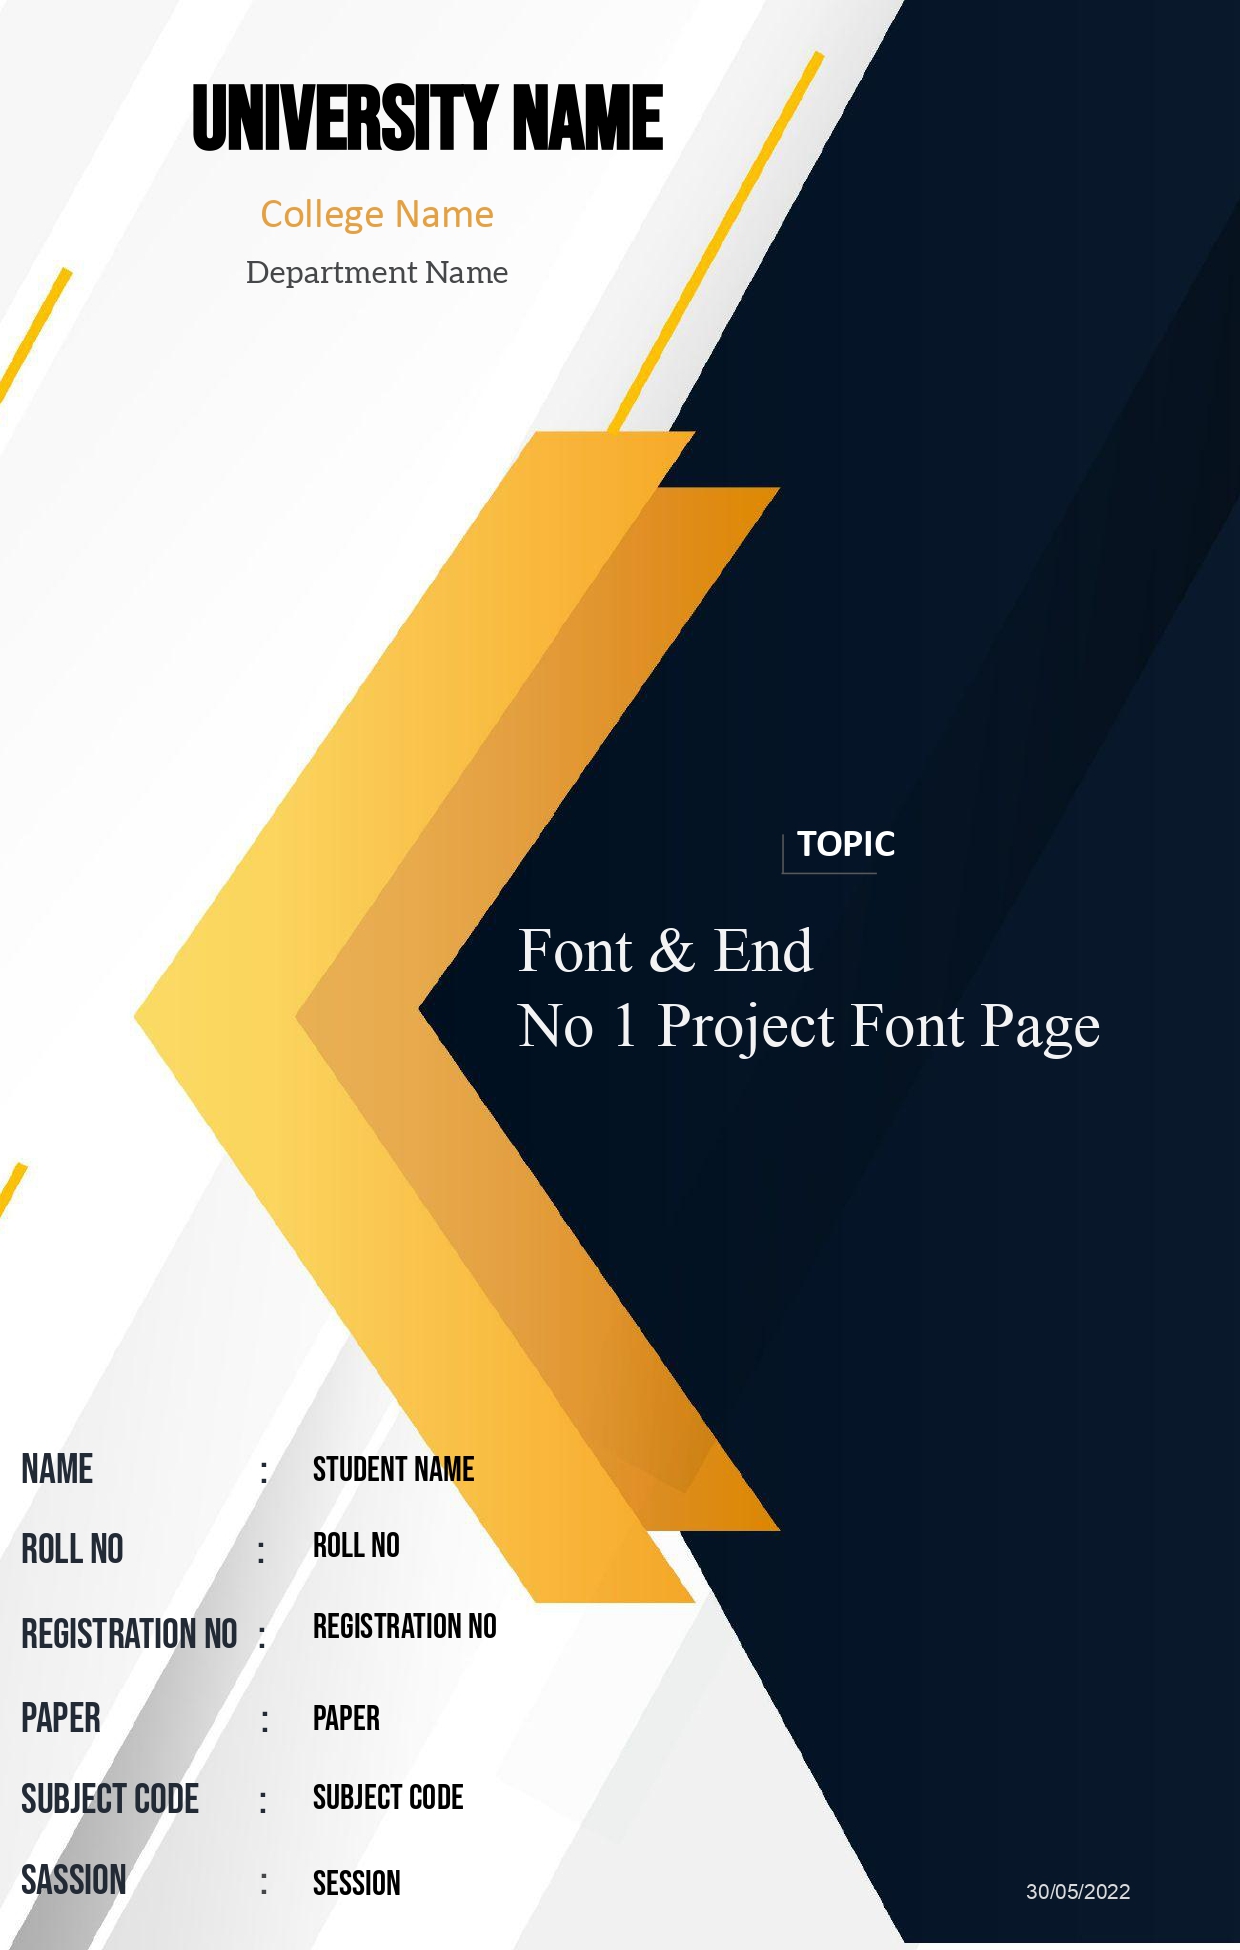 UNIVERSITY NAME
College Name
Department Name
TOPIC
Font & End
No 1 Project Font Page
NAME : STUDENT NAME
ROLL NO : ROLL NO
REGISTRATION NO : REGISTRATION NO
PAPER : PAPER
SUBJECT CODE : SUBJECT CODE
SASSION : SESSION
30/05/2022